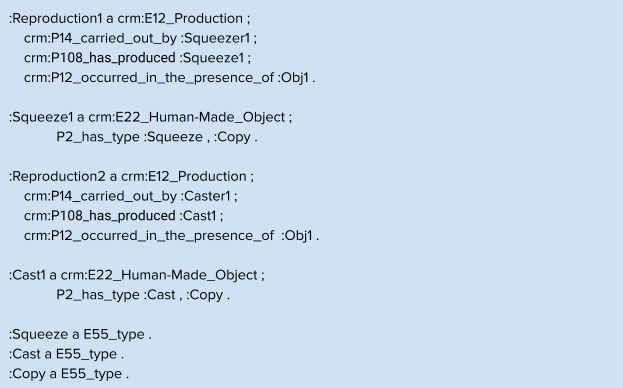 :Reproduction1 a crm:E12_Production ;
crm:P14_carried_out_by :Squeezer1 ;
crm:P108_has_produced :Squeeze1 ;
crm:P12_occurred_in_the_presence_of :Obj1 .
:Squeeze1 a crm:E22_Human-Made_Object ;
P2_has_type :Squeeze , :Copy .
:Reproduction2 a crm:E12_Production ;
crm:P14_carried_out_by :Caster1 ;
crm:P108_has_produced :Cast1 ;
crm:P12_occurred_in_the_presence_of :Obj1 .
:Cast1 a crm:E22_Human-Made_Object ;
P2_has_type :Cast , :Copy .
:Squeeze a E55_type .
:Cast a E55_type .
:Copy a E55_type .